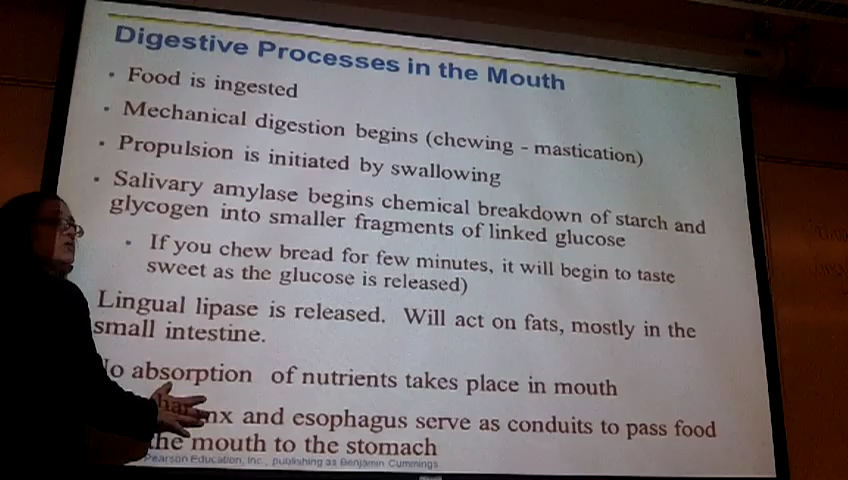 Digestive Processes in the Mouth
• Food is ingested
• Mechanical digestion begins (chewing - mastication)
• Propulsion is initiated by swallowing
• Salivary amylase begins chemical breakdown of starch and
glycogen into smaller fragments of linked glucose
• If you chew bread for few minutes, it will begin to taste
sweet as the glucose is released)
Lingual lipase is released. Will act on fats, mostly in the
small intestine.
absorption of nutrients takes place in mouth
and esophagus serve as conduits to pass food
the mouth to the stomach
Pearson Education, Inc., publishing as Benjamin Cummings